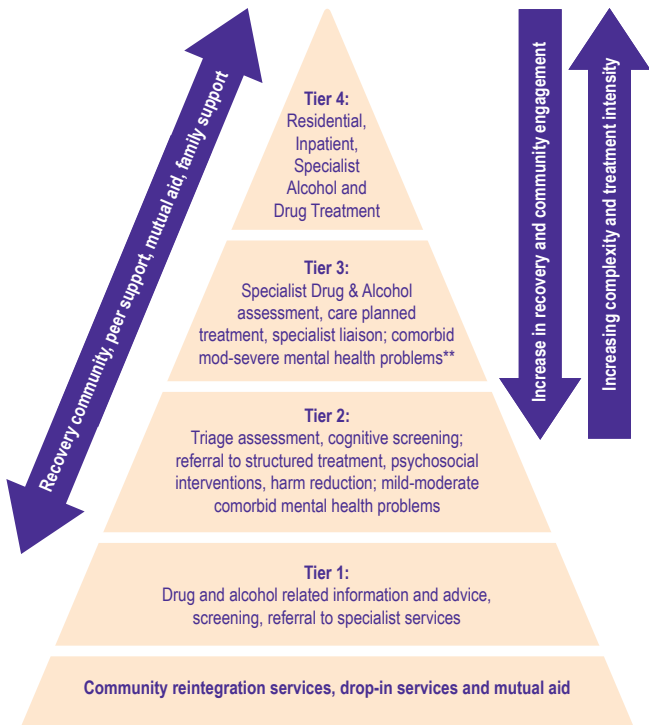 Recovery community, peer support, mutual aid, family support
Tier 4:
Residential,
Inpatient,
Specialist
Alcohol and
Drug Treatment
Increase in recovery and community engagement
Increasing complexity and treatment intensity
Tier 3:
Specialist Drug & Alcohol
assessment, care planned
treatment, specialist liaison; comorbid
mod-severe mental health problems**
Tier 2:
Triage assessment, cognitive screening;
referral to structured treatment, psychosocial
interventions, harm reduction; mild-moderate
comorbid mental health problems
Tier 1:
Drug and alcohol related information and advice,
screening, referral to specialist services
Community reintegration services, drop-in services and mutual aid